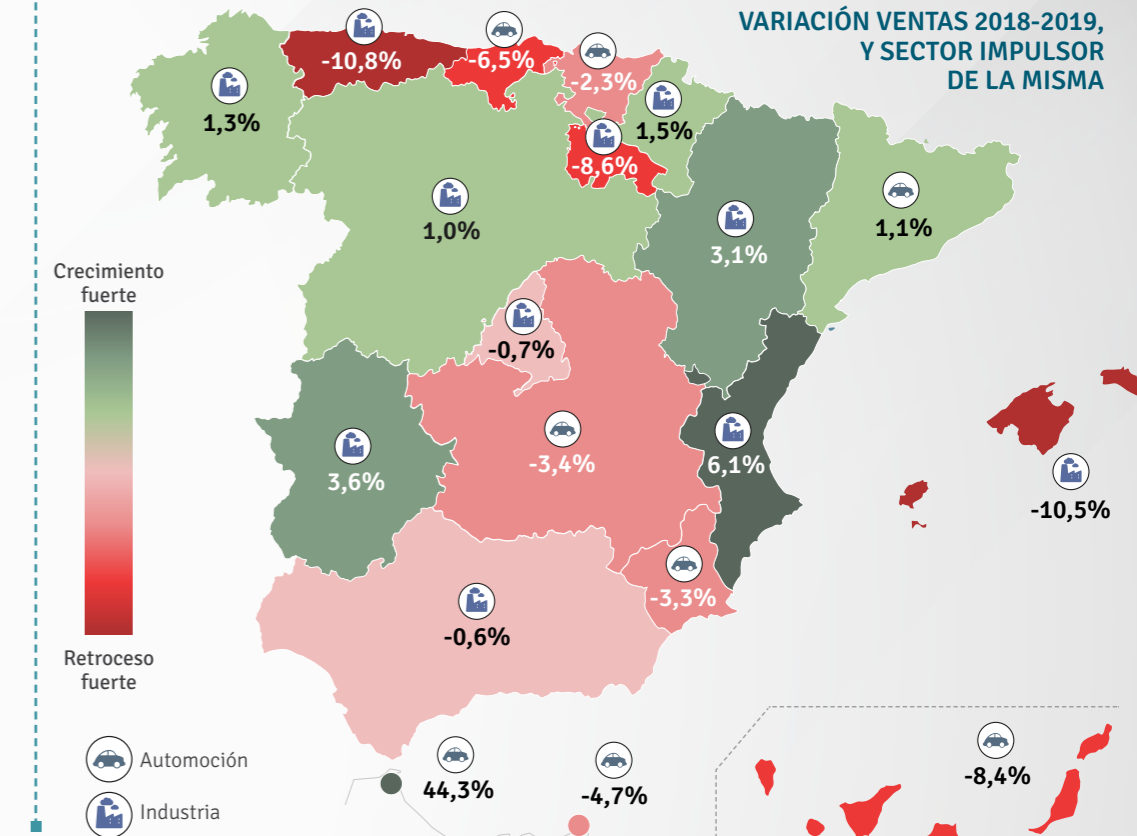 VARIACIÓN VENTAS 2018-2019,
Y SECTOR IMPULSOR
DE LA MISMA
-10,8%
-6,5%
-2,3%
1,3%
1,5%
-8,6%
1,0%
3,1%
1,1%
Crecimiento
fuerte
-0,7%
-3,4%
3,6%
6,1%
-10,5%
-3,3%
-0,6%
Retroceso
fuerte
Automoción
Industria
44,3%
-4,7%
-8,4%